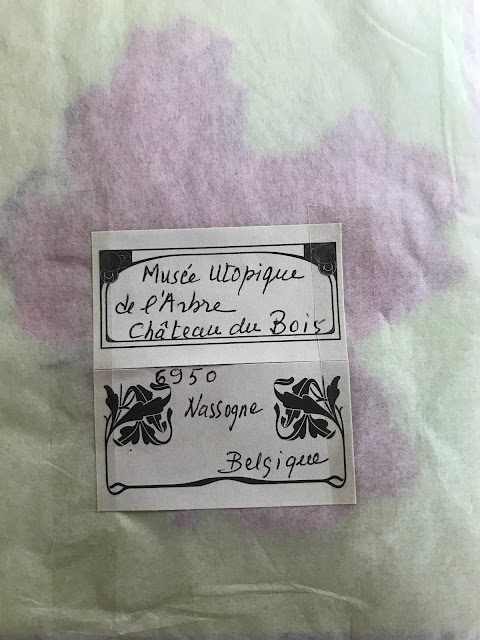 Musée Utopique
de l'Arbre
Château du Bois
6950
Nassogne
Belgique